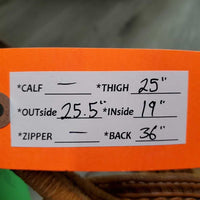 *CALF — *THIGH 25"
*OUTside 25.5" *INside 19"
*ZIPPER — *BACK 36"